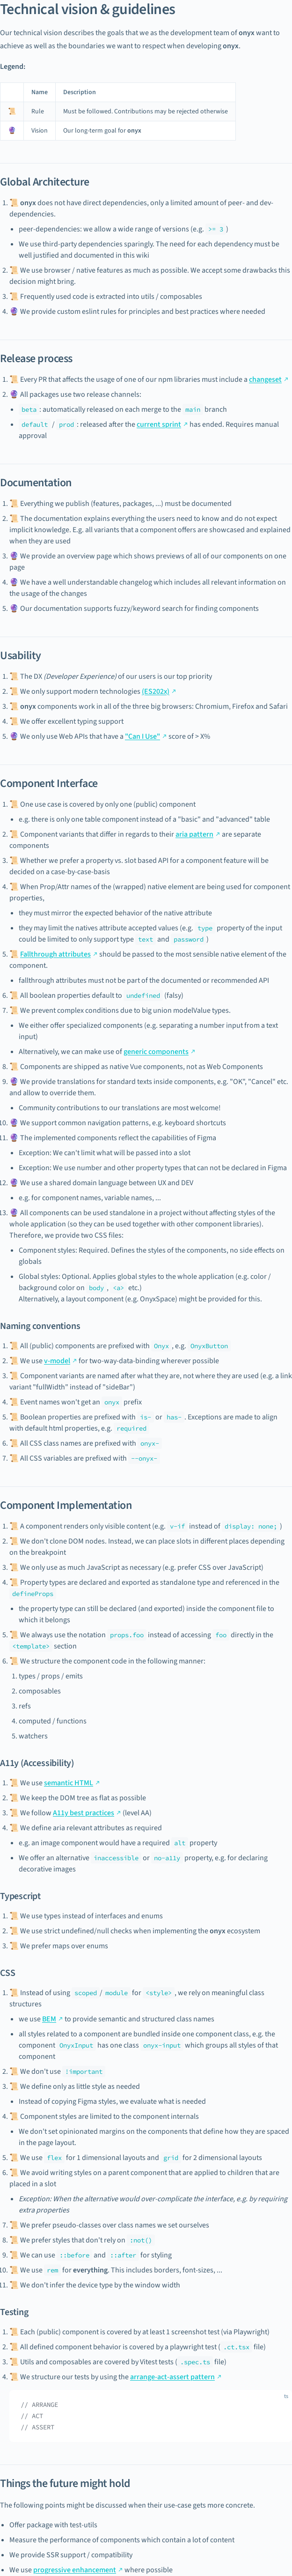 Technical vision & guidelines
Our technical vision describes the goals that we as the development team of onyx want to
achieve as well as the boundaries we want to respect when developing onyx.
Legend:
Name Description
📜 Rule Must be followed. Contributions may be rejected otherwise
🔮 Vision Our long-term goal for onyx
Global Architecture
1. 📜 onyx does not have direct dependencies, only a limited amount of peer- and dev-
dependencies.
• peer-dependencies: we allow a wide range of versions (e.g. >= 3 )
• We use third-party dependencies sparingly. The need for each dependency must be
well justified and documented in this wiki
2. 📜 We use browser / native features as much as possible. We accept some drawbacks this
decision might bring.
3. 📜 Frequently used code is extracted into utils / composables
4. 🔮 We provide custom eslint rules for principles and best practices where needed
Release process
1. 📜 Every PR that affects the usage of one of our npm libraries must include a changeset ↗
2. 🔮 All packages use two release channels:
• beta : automatically released on each merge to the main branch
• default / prod : released after the current sprint ↗ has ended. Requires manual
approval
Documentation
1. 📜 Everything we publish (features, packages, ...) must be documented
2. 📜 The documentation explains everything the users need to know and do not expect
implicit knowledge. E.g. all variants that a component offers are showcased and explained
when they are used
3. 🔮 We provide an overview page which shows previews of all of our components on one
page
4. 🔮 We have a well understandable changelog which includes all relevant information on
the usage of the changes
5. 🔮 Our documentation supports fuzzy/keyword search for finding components
Usability
1. 📜 The DX (Developer Experience) of our users is our top priority
2. 📜 We only support modern technologies (ES202x) ↗
3. 📜 onyx components work in all of the three big browsers: Chromium, Firefox and Safari
4. 📜 We offer excellent typing support
5. 🔮 We only use Web APIs that have a "Can I Use" ↗ score of > X%
Component Interface
1. 📜 One use case is covered by only one (public) component
• e.g. there is only one table component instead of a "basic" and "advanced" table
2. 📜 Component variants that differ in regards to their aria pattern ↗ are separate
components
3. 📜 Whether we prefer a property vs. slot based API for a component feature will be
decided on a case-by-case-basis
4. 📜 When Prop/Attr names of the (wrapped) native element are being used for component
properties,
• they must mirror the expected behavior of the native attribute
• they may limit the natives attribute accepted values (e.g. type property of the input
could be limited to only support type text and password )
5. 📜 Fallthrough attributes ↗ should be passed to the most sensible native element of the
component.
• fallthrough attributes must not be part of the documented or recommended API
6. 📜 All boolean properties default to undefined (falsy)
7. 📜 We prevent complex conditions due to big union modelValue types.
• We either offer specialized components (e.g. separating a number input from a text
input)
• Alternatively, we can make use of generic components ↗
8. 📜 Components are shipped as native Vue components, not as Web Components
9. 🔮 We provide translations for standard texts inside components, e.g. "OK", "Cancel" etc.
and allow to override them.
• Community contributions to our translations are most welcome!
10. 🔮 We support common navigation patterns, e.g. keyboard shortcuts
11. 🔮 The implemented components reflect the capabilities of Figma
• Exception: We can't limit what will be passed into a slot
• Exception: We use number and other property types that can not be declared in Figma
12. 🔮 We use a shared domain language between UX and DEV
• e.g. for component names, variable names, ...
13. 🔮 All components can be used standalone in a project without affecting styles of the
whole application (so they can be used together with other component libraries).
Therefore, we provide two CSS files:
• Component styles: Required. Defines the styles of the components, no side effects on
globals
• Global styles: Optional. Applies global styles to the whole application (e.g. color /
background color on body , <a> etc.)
Alternatively, a layout component (e.g. OnyxSpace) might be provided for this.
Naming conventions
1. 📜 All (public) components are prefixed with Onyx , e.g. OnyxButton
2. 📜 We use v-model ↗ for two-way-data-binding wherever possible
3. 📜 Component variants are named after what they are, not where they are used (e.g. a link
variant "fullWidth" instead of "sideBar")
4. 📜 Event names won't get an onyx prefix
5. 📜 Boolean properties are prefixed with is- or has- . Exceptions are made to align
with default html properties, e.g. required
6. 📜 All CSS class names are prefixed with onyx-
7. 📜 All CSS variables are prefixed with --onyx-
Component Implementation
1. 📜 A component renders only visible content (e.g. v-if instead of display: none; )
2. 📜 We don't clone DOM nodes. Instead, we can place slots in different places depending
on the breakpoint
3. 📜 We only use as much JavaScript as necessary (e.g. prefer CSS over JavaScript)
4. 📜 Property types are declared and exported as standalone type and referenced in the
defineProps
• the property type can still be declared (and exported) inside the component file to
which it belongs
5. 📜 We always use the notation props.foo instead of accessing foo directly in the
<template> section
6. 📜 We structure the component code in the following manner:
1. types / props / emits
2. composables
3. refs
4. computed / functions
5. watchers
A11y (Accessibility)
1. 📜 We use semantic HTML ↗
2. 📜 We keep the DOM tree as flat as possible
3. 📜 We follow A11y best practices ↗ (level AA)
4. 📜 We define aria relevant attributes as required
• e.g. an image component would have a required alt property
• We offer an alternative inaccessible or no-a11y property, e.g. for declaring
decorative images
Typescript
1. 📜 We use types instead of interfaces and enums
2. 📜 We use strict undefined/null checks when implementing the onyx ecosystem
3. 📜 We prefer maps over enums
CSS
1. 📜 Instead of using scoped / module for <style> , we rely on meaningful class
structures
• we use BEM ↗ to provide semantic and structured class names
• all styles related to a component are bundled inside one component class, e.g. the
component OnyxInput has one class onyx-input which groups all styles of that
component
2. 📜 We don't use !important
3. 📜 We define only as little style as needed
• Instead of copying Figma styles, we evaluate what is needed
4. 📜 Component styles are limited to the component internals
• We don't set opinionated margins on the components that define how they are spaced
in the page layout.
5. 📜 We use flex for 1 dimensional layouts and grid for 2 dimensional layouts
6. 📜 We avoid writing styles on a parent component that are applied to children that are
placed in a slot
• Exception: When the alternative would over-complicate the interface, e.g. by requiring
extra properties
7. 📜 We prefer pseudo-classes over class names we set ourselves
8. 📜 We prefer styles that don't rely on :not()
9. 📜 We can use ::before and ::after for styling
10. 📜 We use rem for everything. This includes borders, font-sizes, ...
11. 📜 We don't infer the device type by the window width
Testing
1. 📜 Each (public) component is covered by at least 1 screenshot test (via Playwright)
2. 📜 All defined component behavior is covered by a playwright test ( .ct.tsx file)
3. 📜 Utils and composables are covered by Vitest tests ( .spec.ts file)
4. 📜 We structure our tests by using the arrange-act-assert pattern ↗
ts
// ARRANGE
// ACT
// ASSERT
Things the future might hold
The following points might be discussed when their use-case gets more concrete.
• Offer package with test-utils
• Measure the performance of components which contain a lot of content
• We provide SSR support / compatibility
• We use progressive enhancement ↗ where possible